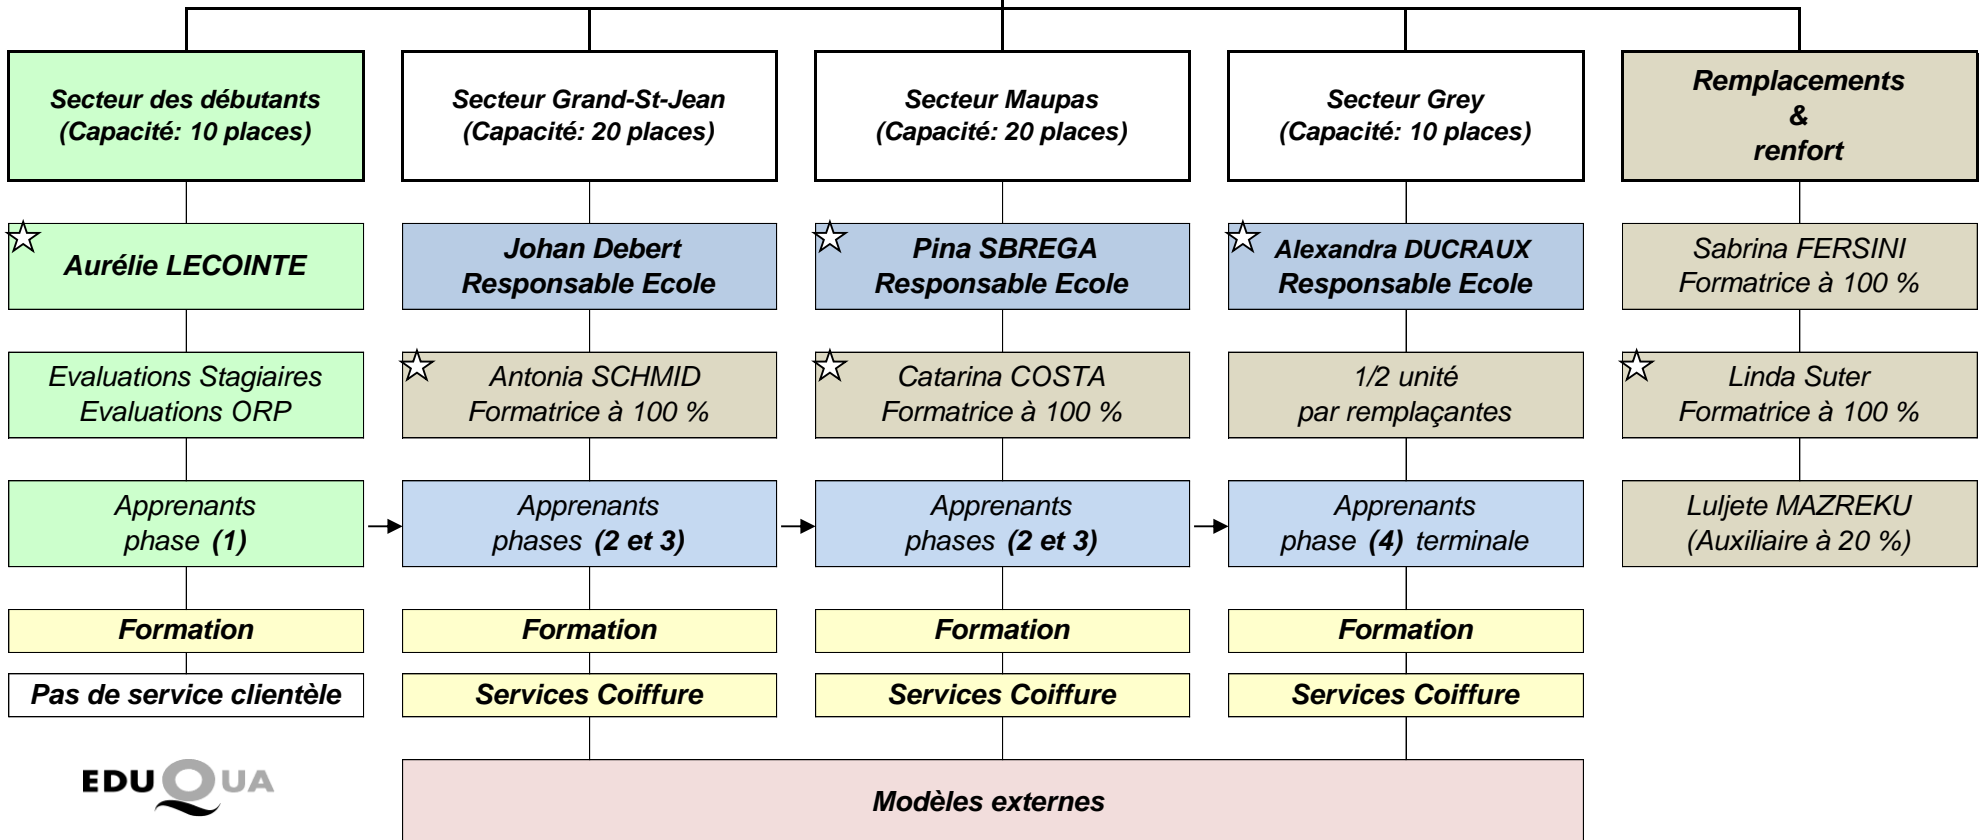 Secteur des débutants
(Capacité: 10 places)
Secteur Grand-St-Jean
(Capacité: 20 places)
Secteur Maupas
(Capacité: 20 places)
Secteur Grey
(Capacité: 10 places)
Remplacements
&
renfort
Aurélie LECOINTE
Johan Debert
Responsable Ecole
Pina SBREGA
Responsable Ecole
Alexandra DUCRAUX
Responsable Ecole
Sabrina FERSINI
Formatrice à 100 %
Evaluations Stagiaires
Evaluations ORP
Antonia SCHMID
Formatrice à 100 %
Catarina COSTA
Formatrice à 100 %
1/2 unité
par remplaçantes
Linda Suter
Formatrice à 100 %
Apprenants
phase (1)
Apprenants
phases (2 et 3)
Apprenants
phases (2 et 3)
Apprenants
phase (4) terminale
Luljete MAZREKU
(Auxiliaire à 20 %)
Formation
Formation
Formation
Formation
Pas de service clientèle
Services Coiffure
Services Coiffure
Services Coiffure
EDUQUA
Modèles externes